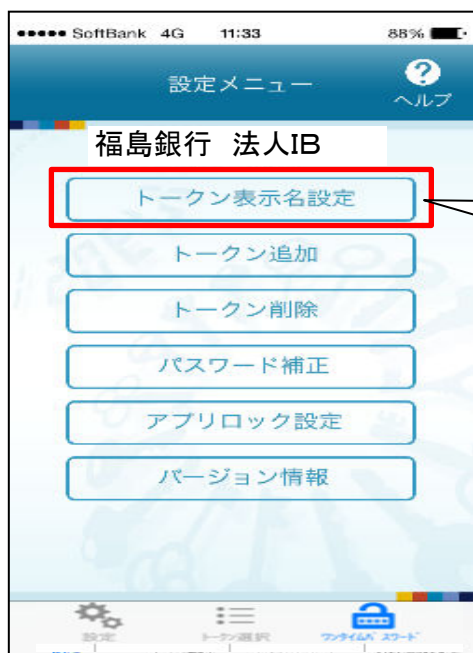 SoftBank 4G 11:33 88%
設定メニュー
ヘルプ
福島銀行 法人IB
トークン表示名設定
トークン追加
トークン削除
パスワード補正
アプリロック設定
バージョン情報
設定 トークン選択 ワンタイムパスワード